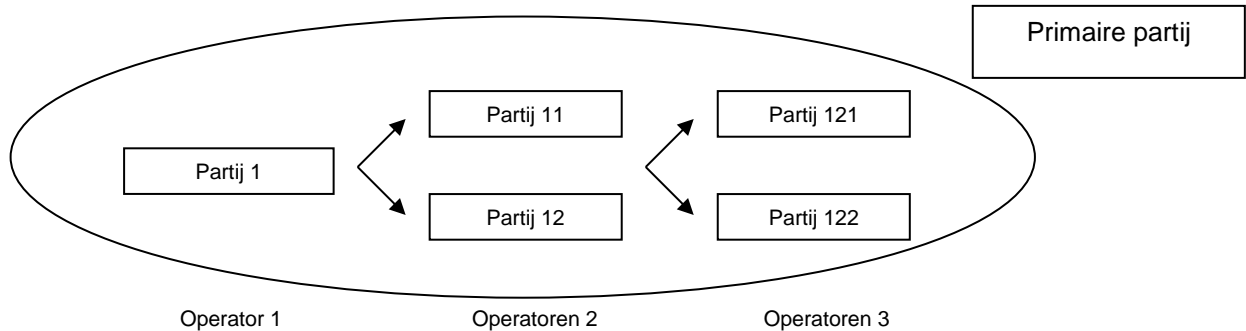 Primaire partij
Partij 11
Partij 121
Partij 1
Partij 12
Partij 122
Operator 1
Operatoren 2
Operatoren 3